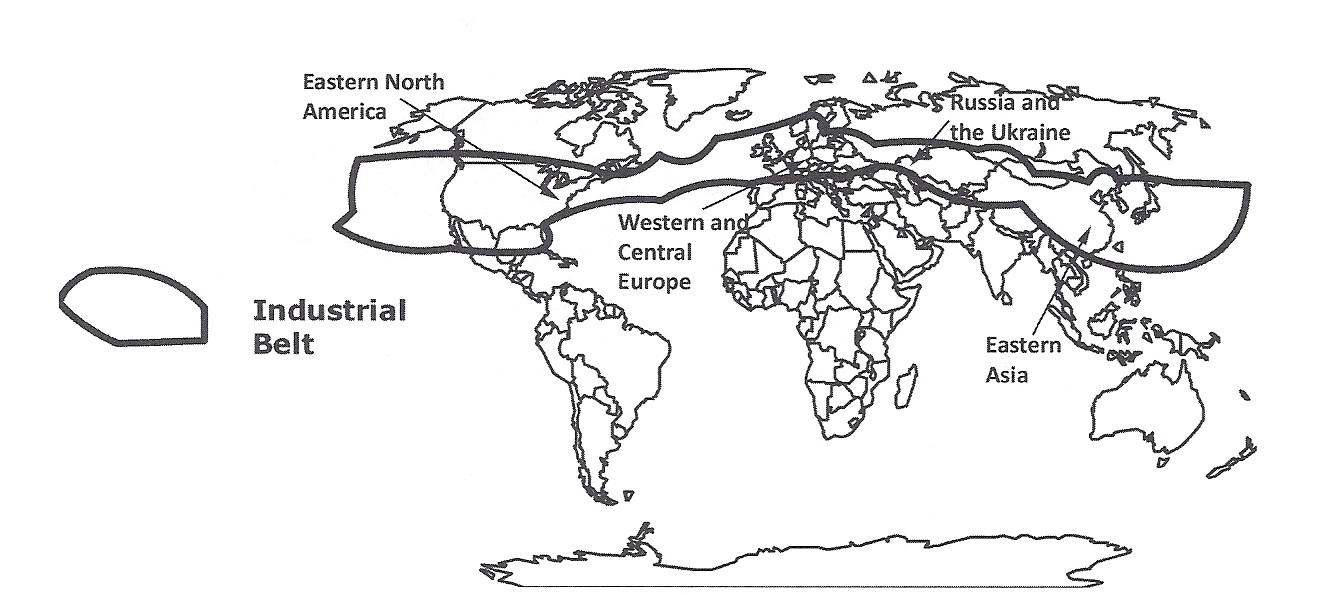 Eastern North
America
Russia and
the Ukraine
Western and
Central
Europe
Industrial
Belt
Eastern
Asia